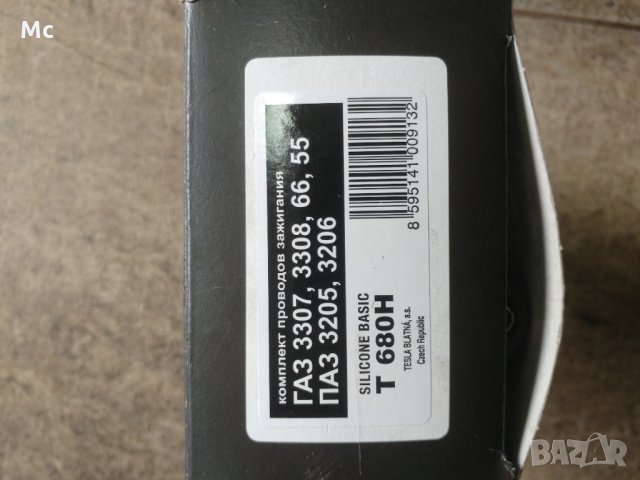 Mc
комплект проводов зажигания
ГАЗ 3307, 3308, 66, 55
ПАЗ 3205, 3206
SILICONE BASIC
T 680H
TESLA BLATNÁ, a.s.
Czech Republic
8 595141 009132
BAZAR